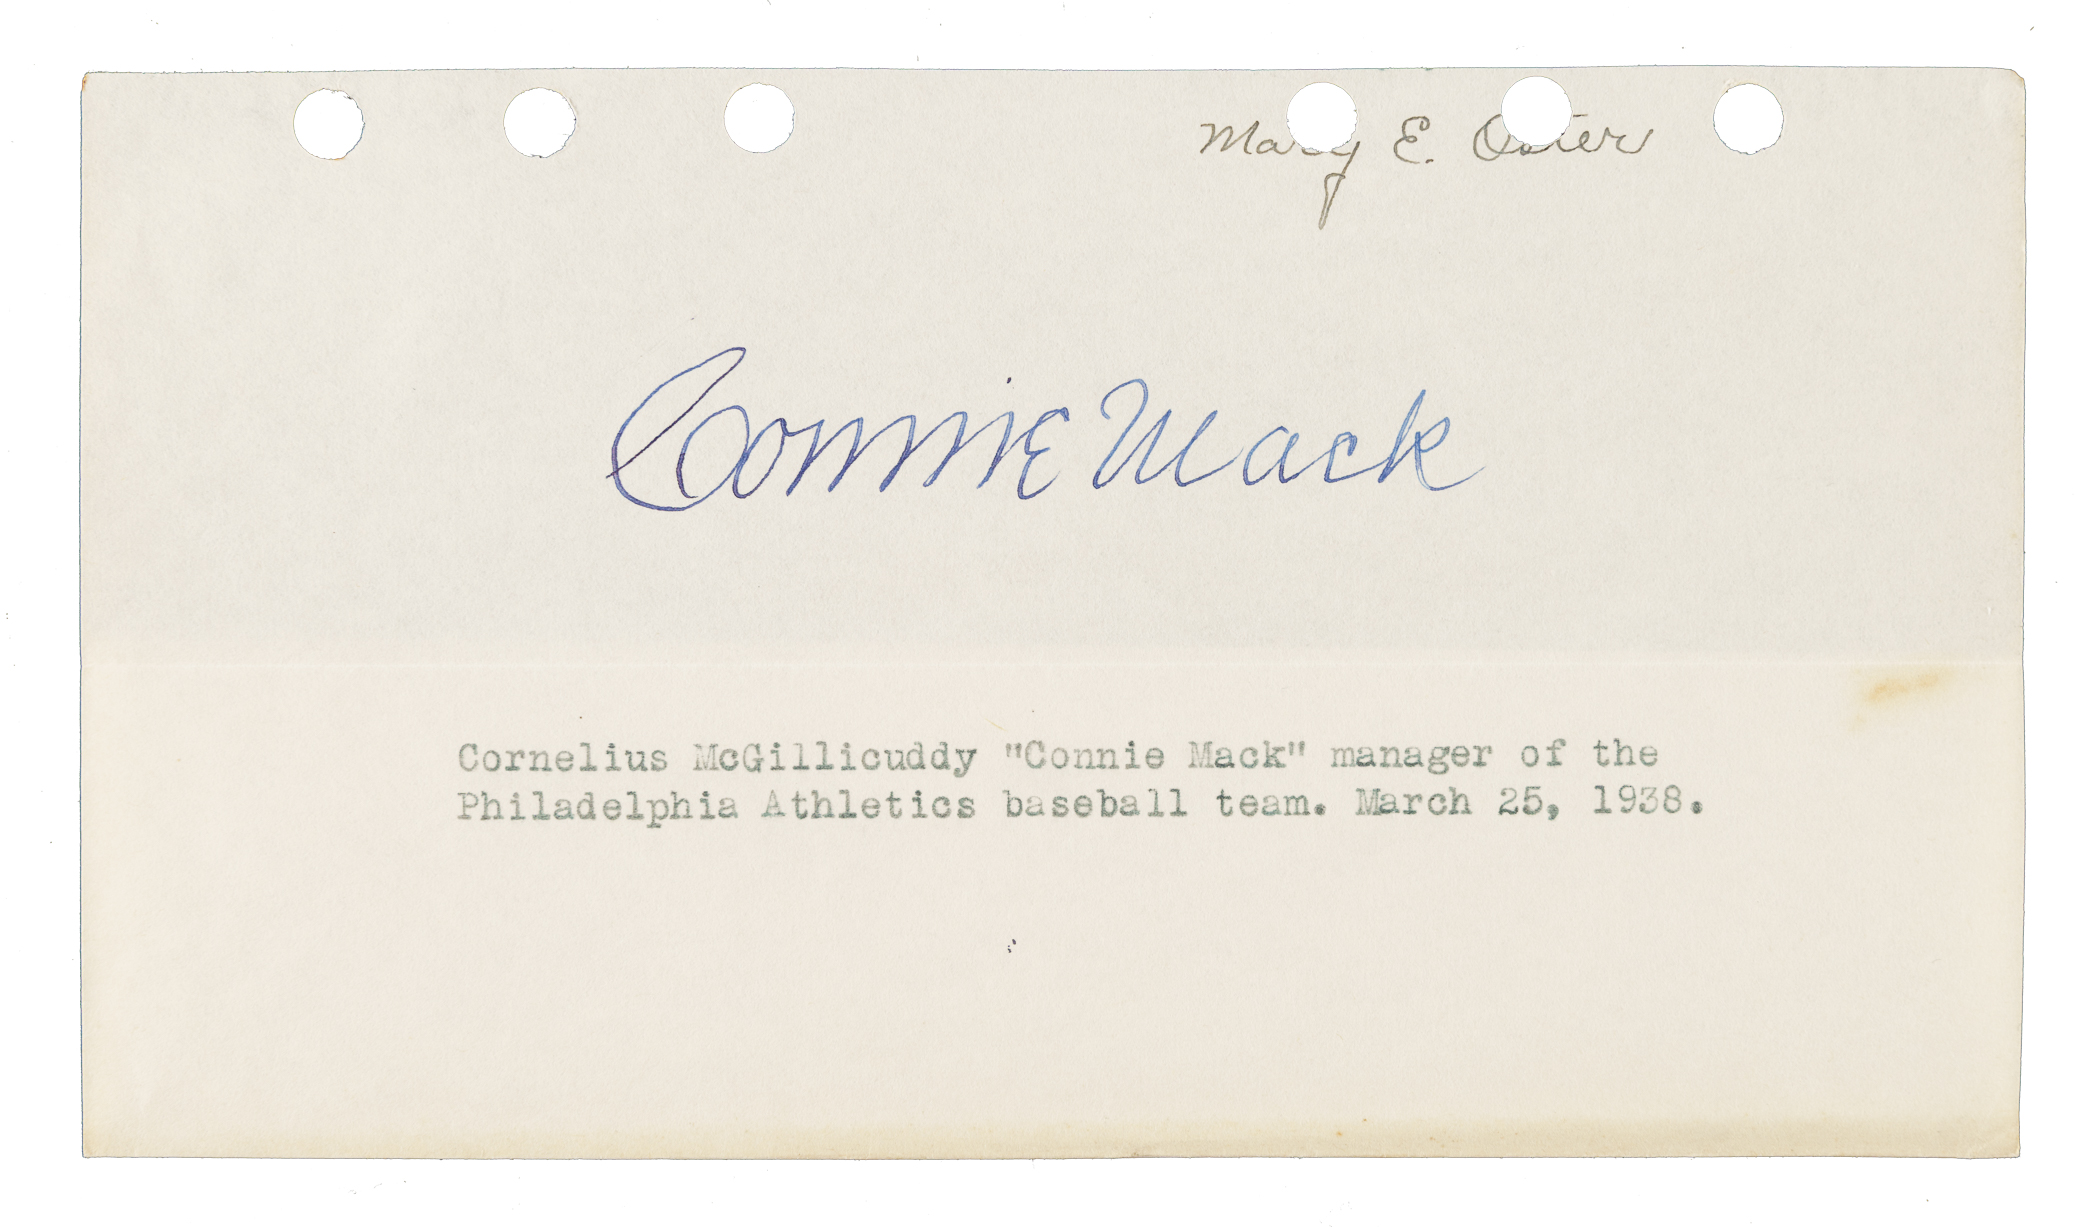 Mary E. Oster
Connie Mack
Cornelius McGillicuddy "Connie Mack" manager of the
Philadelphia Athletics baseball team. March 25, 1938.